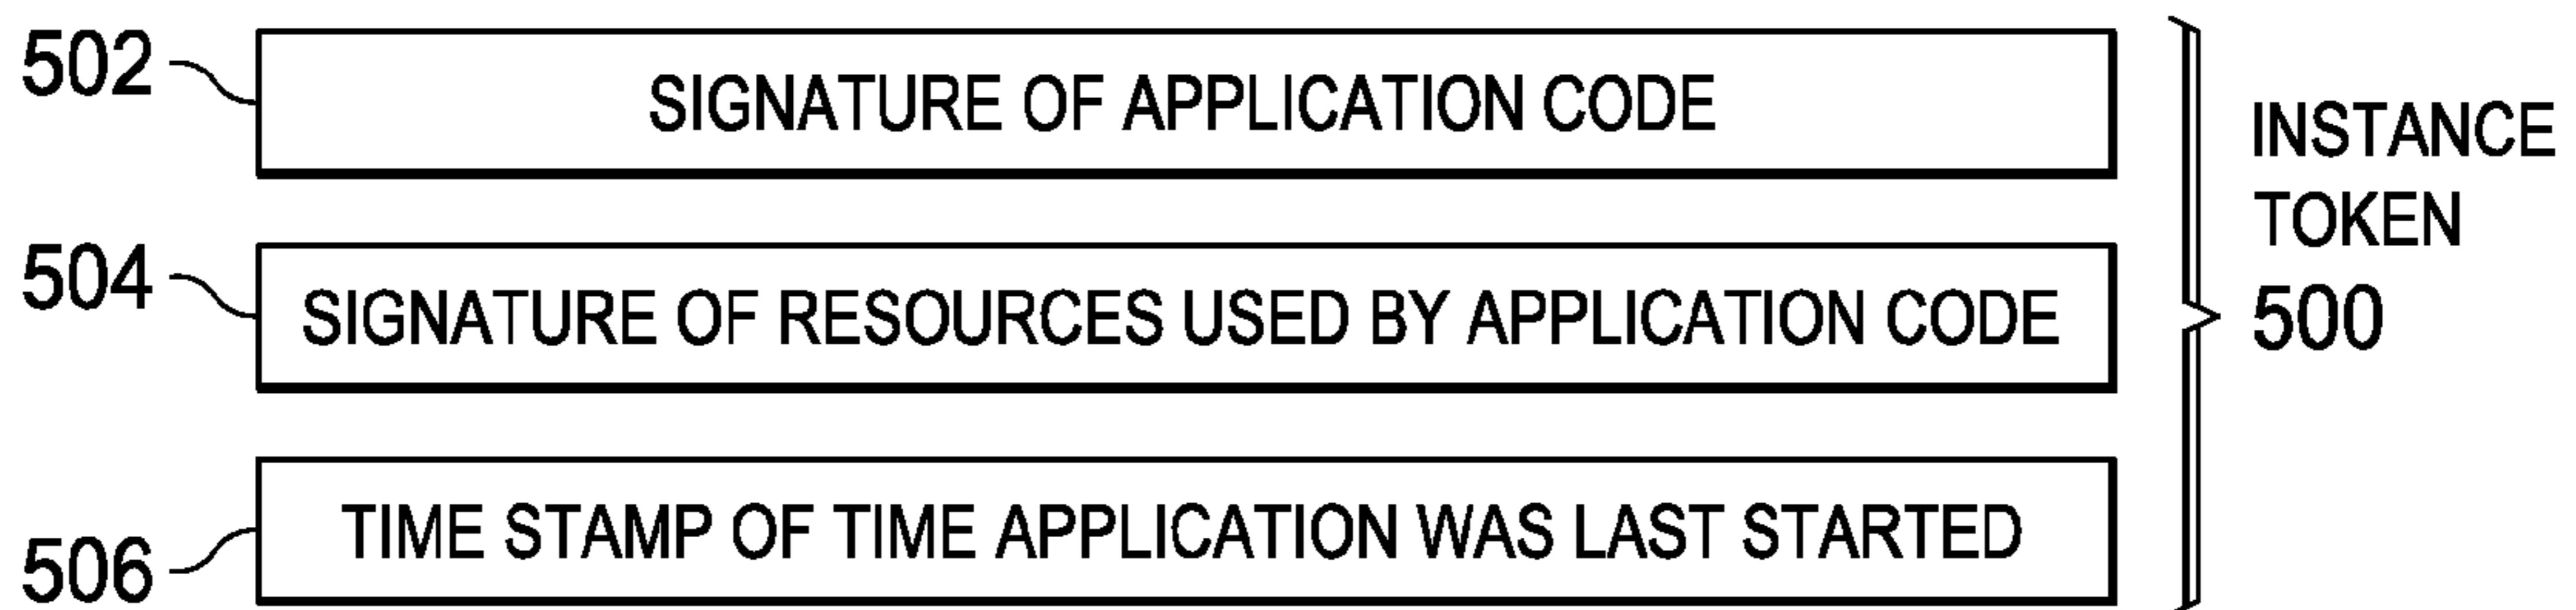 502
SIGNATURE OF APPLICATION CODE
504
SIGNATURE OF RESOURCES USED BY APPLICATION CODE
506
TIME STAMP OF TIME APPLICATION WAS LAST STARTED
INSTANCE
TOKEN
500